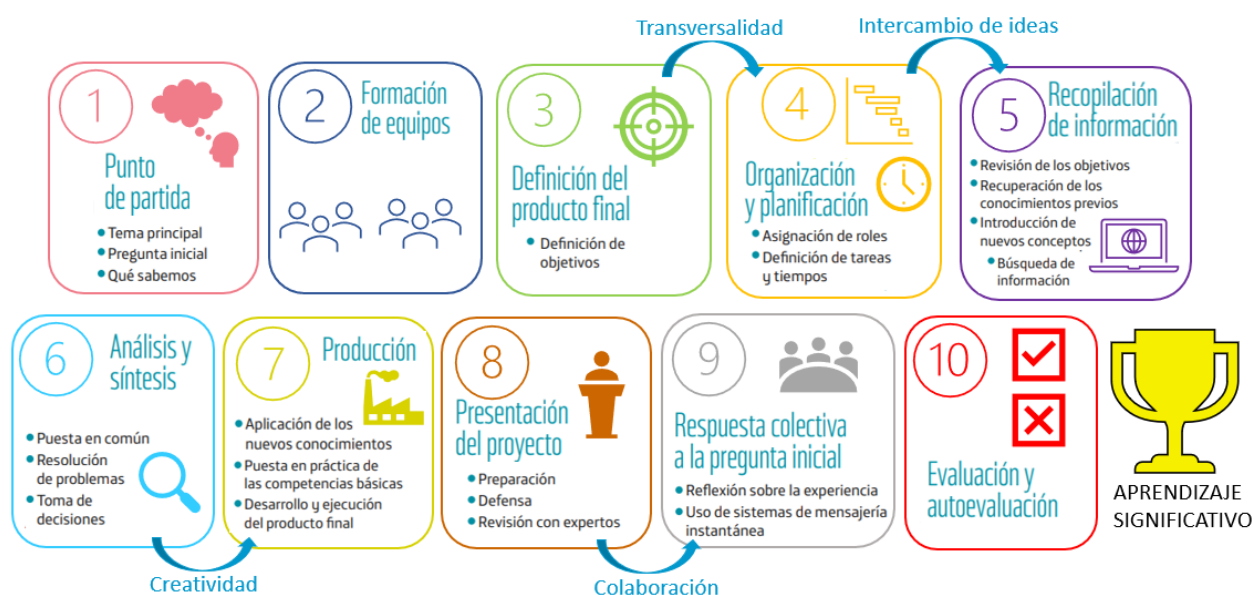 Transversalidad
Intercambio de ideas
1
Punto
de partida
• Tema principal
• Pregunta inicial
• Qué sabemos
2
Formación
de equipos
3
Definición del
producto final
• Definición de
objetivos
4
Organización
y planificación
• Asignación de roles
• Definición de tareas
y tiempos
5
Recopilación
de información
• Revisión de los objetivos
• Recuperación de los
conocimientos previos
• Introducción de
nuevos conceptos
• Búsqueda de
información
6
Análisis y
síntesis
• Puesta en común
• Resolución
de problemas
• Toma de
decisiones
7
Producción
• Aplicación de los
nuevos conocimientos
• Puesta en práctica de
las competencias básicas
• Desarrollo y ejecución
del producto final
8
Presentación
del proyecto
• Preparación
• Defensa
• Revisión con expertos
9
Respuesta colectiva
a la pregunta inicial
• Reflexión sobre la experiencia
• Uso de sistemas de mensajería
instantánea
10
Evaluación y
autoevaluación
APRENDIZAJE
SIGNIFICATIVO
Creatividad
Colaboración